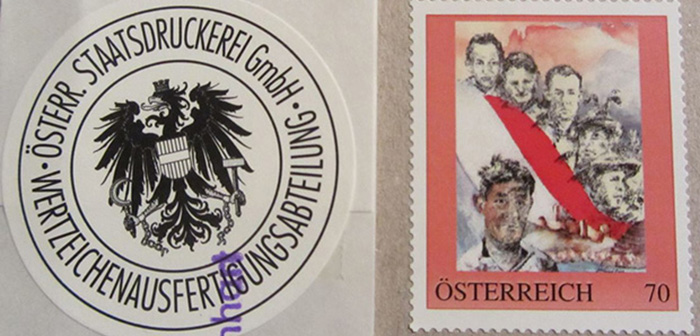 ÖSTERR. STAATSDRUCKEREI GmbH · WERTZEICHENAUSFERTIGUNGSABTEILUNG ·
ÖSTERREICH 70